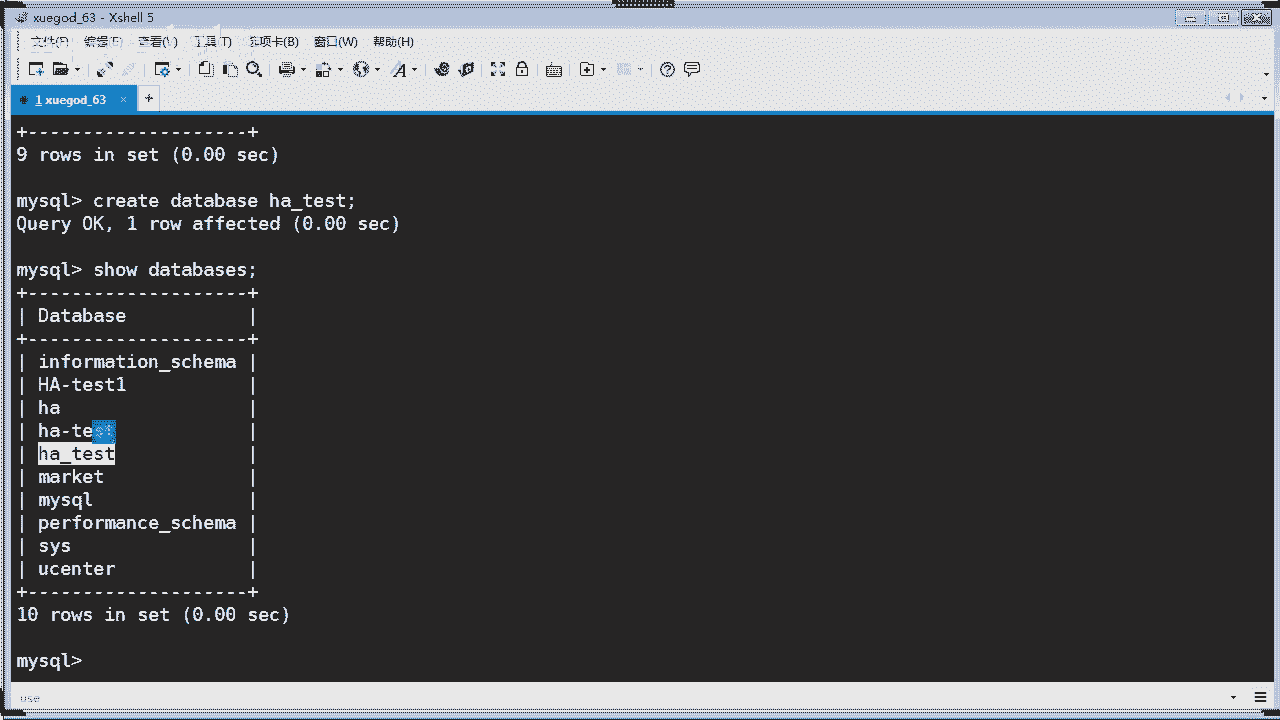 xuegod_63 - Xshell 5
文件(F) 编辑(E) 查看(V) 工具(T) 选项卡(B) 窗口(W) 帮助(H)
1 xuegod_63 × +
+--------------------+
9 rows in set (0.00 sec)
mysql> create database ha_test;
Query OK, 1 row affected (0.00 sec)
mysql> show databases;
+--------------------+
| Database           |
+--------------------+
| information_schema |
| HA-test1           |
| ha                 |
| ha-test            |
| ha_test            |
| market             |
| mysql              |
| performance_schema |
| sys                |
| ucenter            |
+--------------------+
10 rows in set (0.00 sec)
mysql>
use